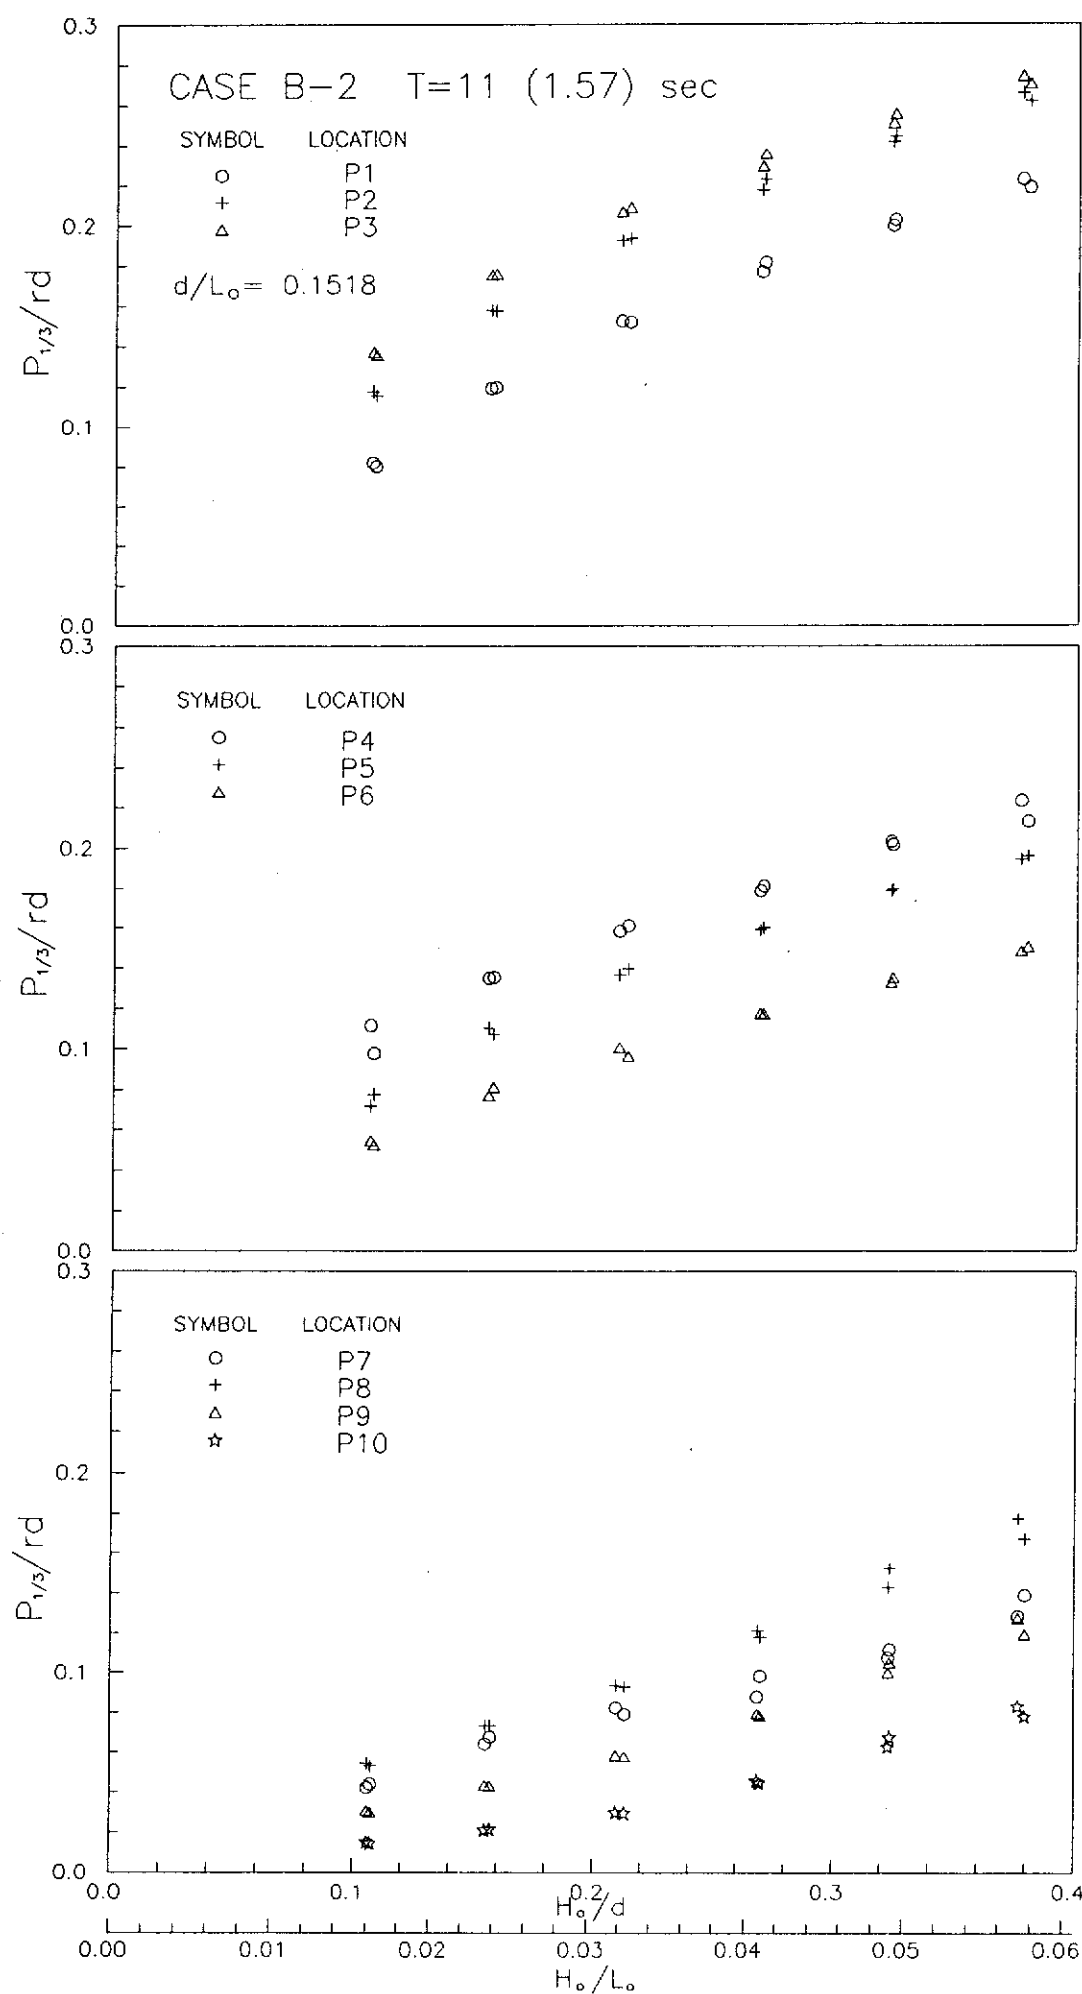 0.3
CASE B-2 T=11 (1.57) sec
SYMBOL LOCATION
P1
P2
P3
0.2
d/Lo= 0.1518
P1/3/rd
0.1
0.0
0.3
SYMBOL LOCATION
P4
P5
P6
0.2
P1/3/rd
0.1
0.0
0.3
SYMBOL LOCATION
P7
P8
P9
P10
0.2
P1/3/rd
0.1
0.0
0.0 0.1 0.2 0.3 0.4
Ho/d
0.00 0.01 0.02 0.03 0.04 0.05 0.06
Ho/Lo